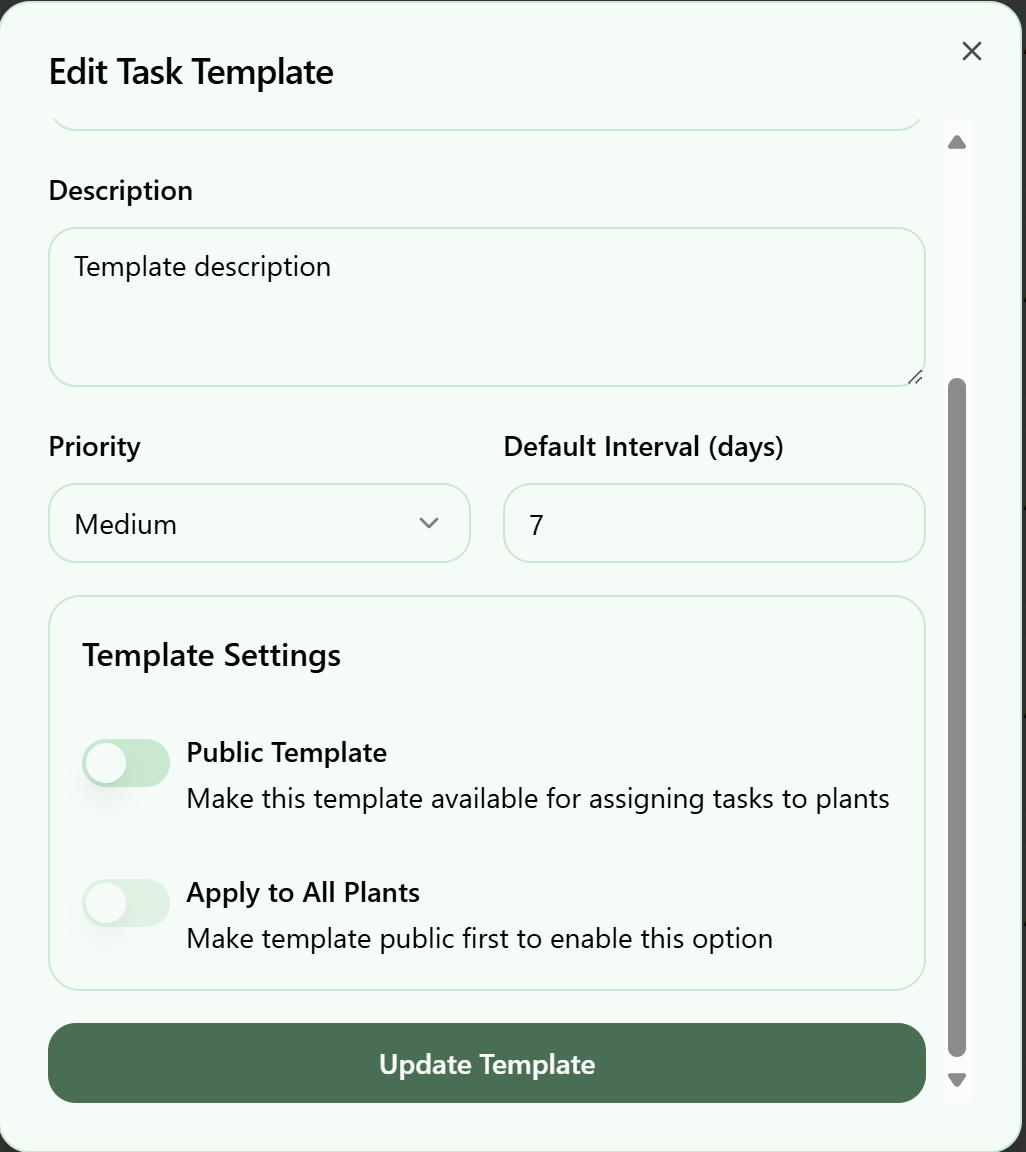 Edit Task Template
Description
Template description
Priority
Default Interval (days)
Medium
7
Template Settings
Public Template
Make this template available for assigning tasks to plants
Apply to All Plants
Make template public first to enable this option
Update Template